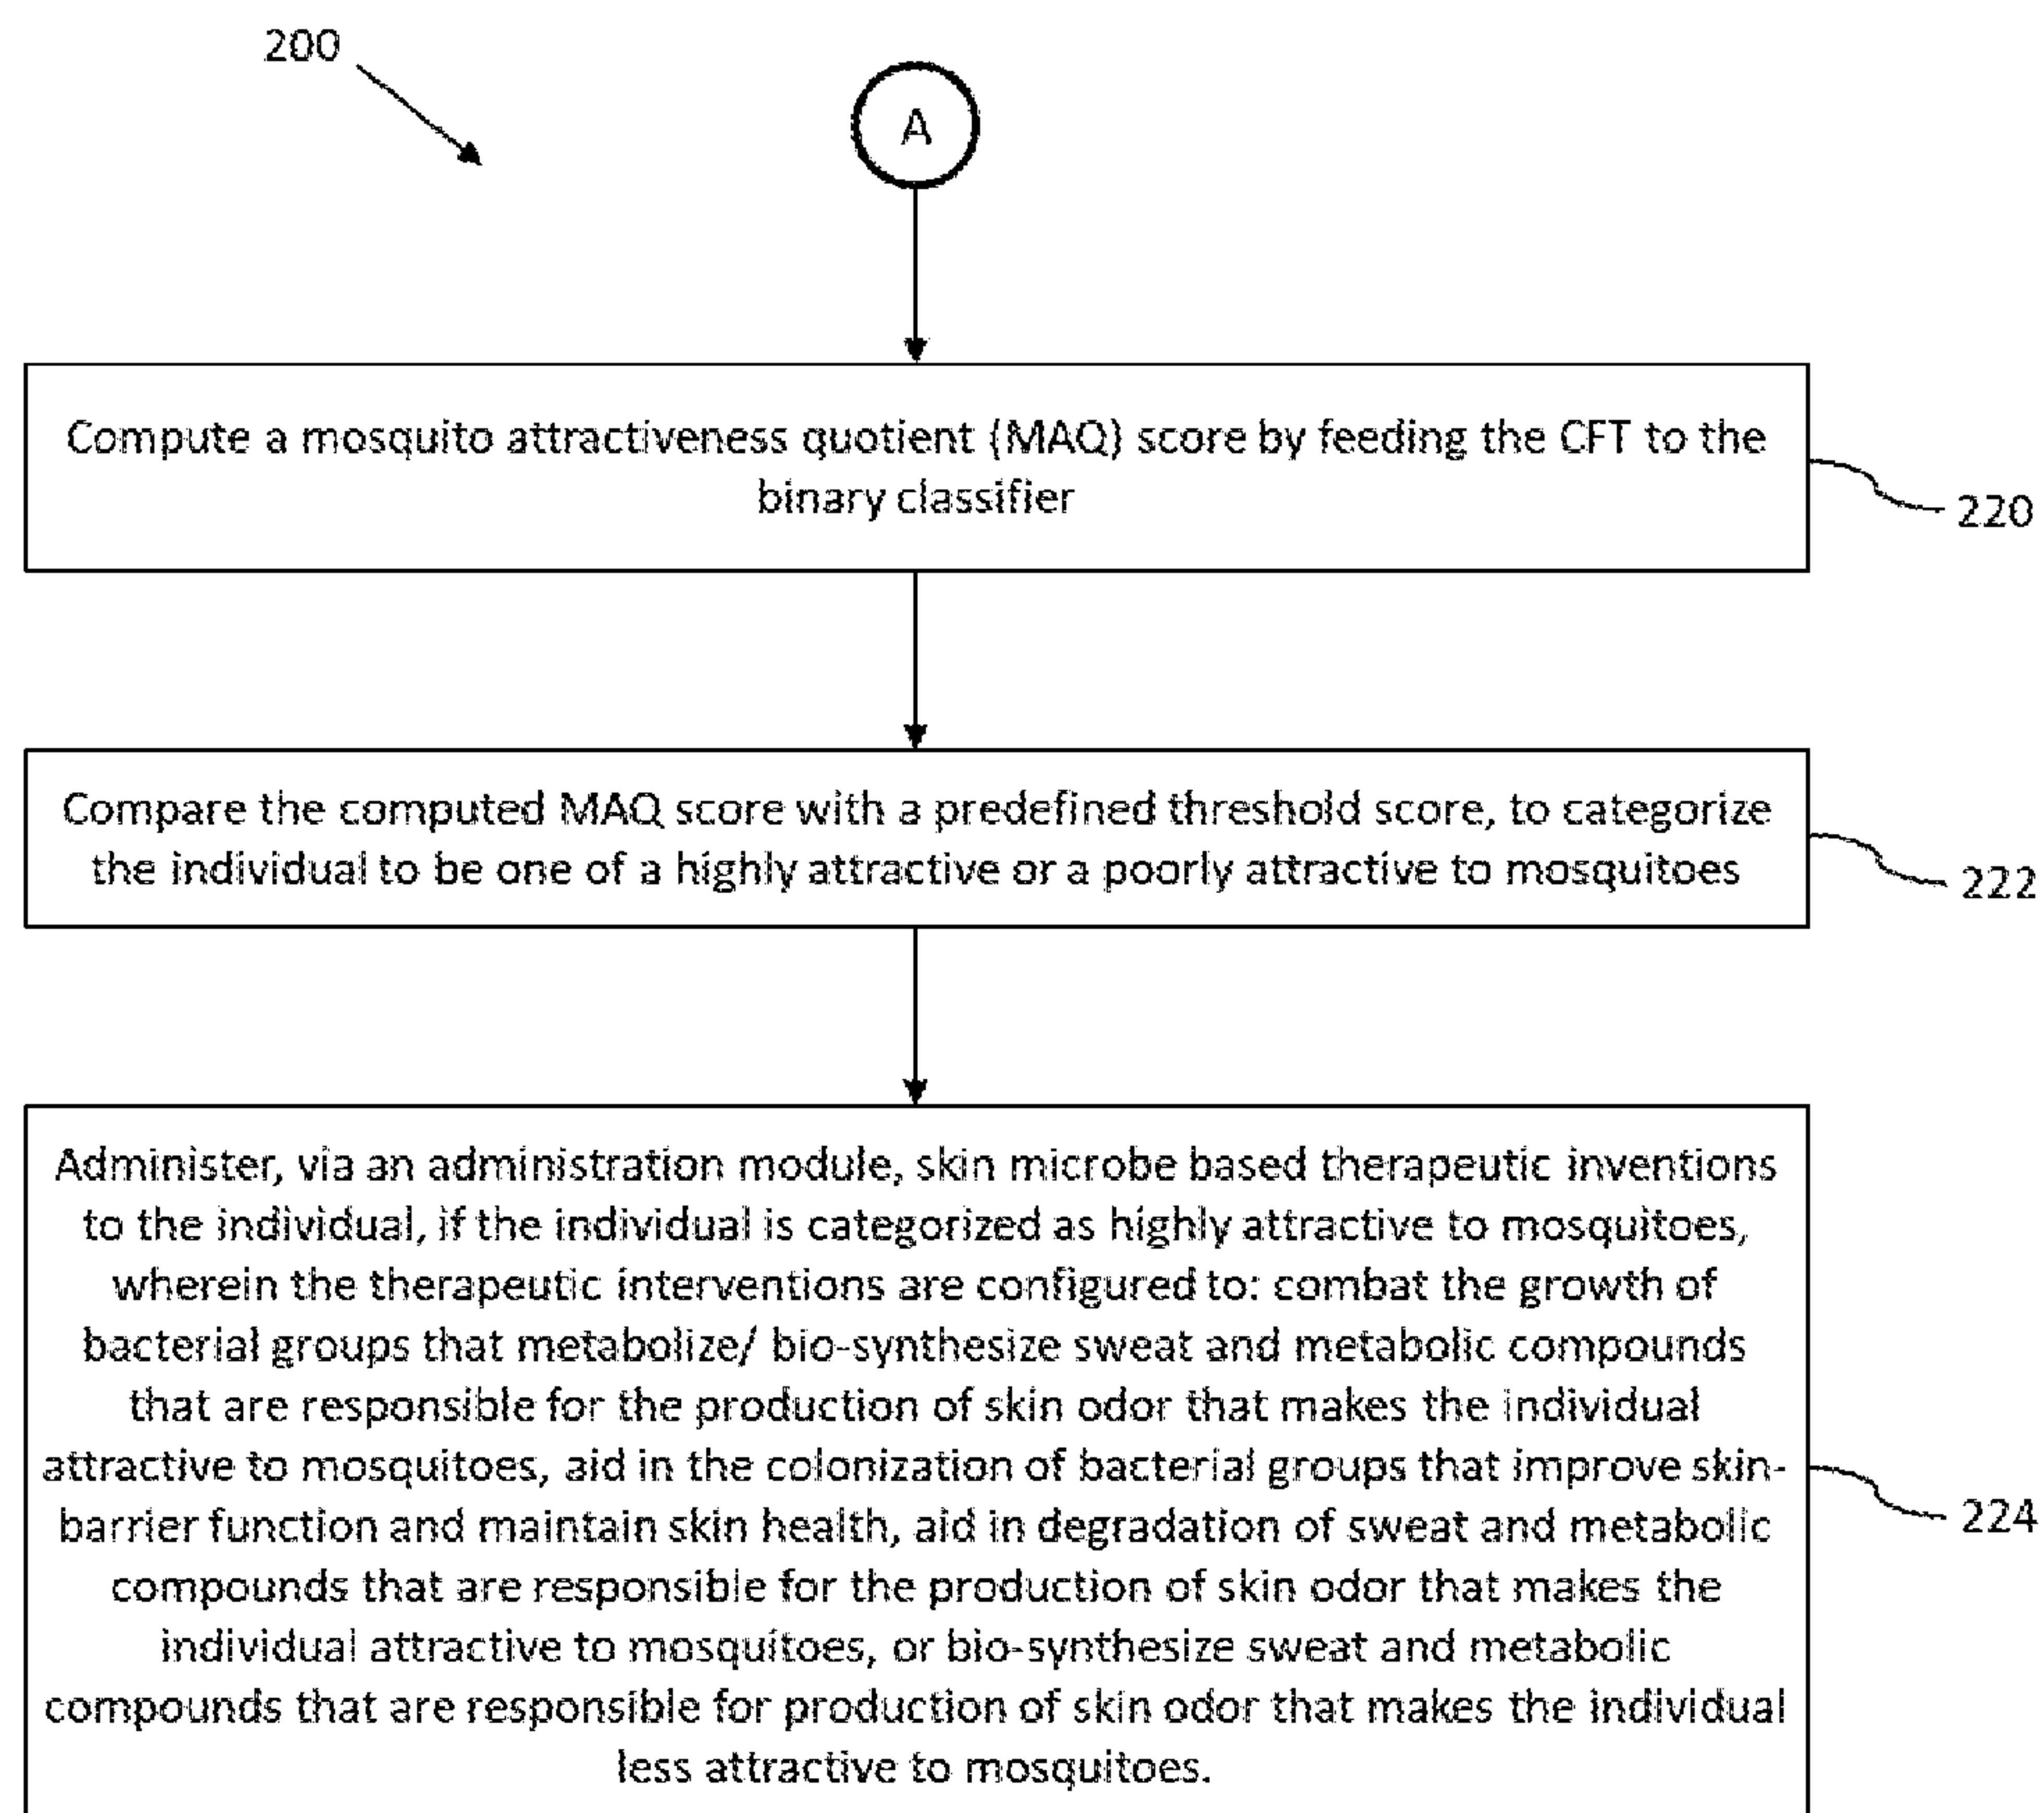 200
A
Compute a mosquito attractiveness quotient (MAQ) score by feeding the CFT to the
binary classifier
220
Compare the computed MAQ score with a predefined threshold score, to categorize
the individual to be one of a highly attractive or a poorly attractive to mosquitoes
222
Administer, via an administration module, skin microbe based therapeutic inventions
to the individual, if the individual is categorized as highly attractive to mosquitoes,
wherein the therapeutic interventions are configured to: combat the growth of
bacterial groups that metabolize/ bio-synthesize sweat and metabolic compounds
that are responsible for the production of skin odor that makes the individual
attractive to mosquitoes, aid in the colonization of bacterial groups that improve skin-
barrier function and maintain skin health, aid in degradation of sweat and metabolic
compounds that are responsible for the production of skin odor that makes the
individual attractive to mosquitoes, or bio-synthesize sweat and metabolic
compounds that are responsible for production of skin odor that makes the individual
less attractive to mosquitoes.
224